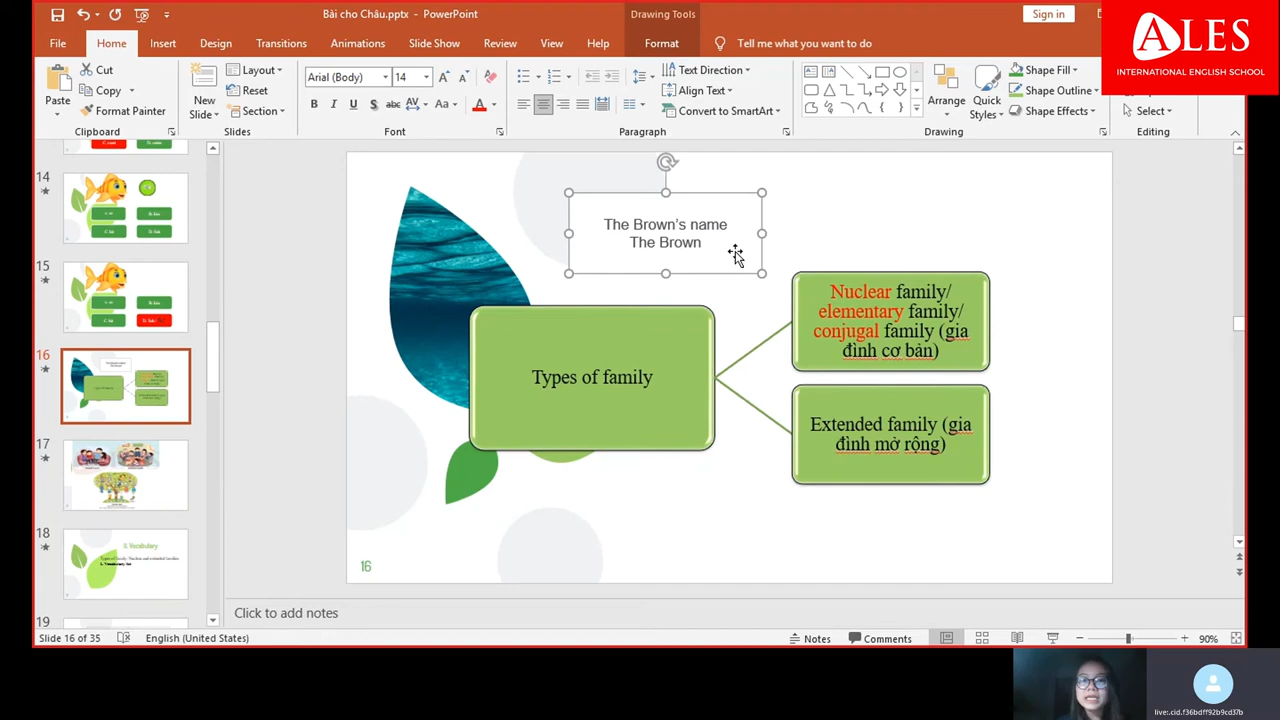 Bài cho Châu.pptx - PowerPoint
Drawing Tools
Sign in
File
Home
Insert
Design
Transitions
Animations
Slide Show
Review
View
Help
Format
Tell me what you want to do
ALES
INTERNATIONAL ENGLISH SCHOOL
Paste
Cut
Copy
Format Painter
Clipboard
New
Slide
Layout
Reset
Section
Slides
Arial (Body)
14
Font
Text Direction
Align Text
Convert to SmartArt
Paragraph
Arrange
Quick
Styles
Shape Fill
Shape Outline
Shape Effects
Drawing
Select
Editing
14
15
16
17
18
3. Vocabulary
19
The Brown's name
The Brown
Types of family
Nuclear family/
elementary family/
conjugal family (gia
đình cơ bản)
Extended family (gia
đình mở rộng)
16
Click to add notes
Slide 16 of 35
English (United States)
Notes
Comments
90%
live:.cid.f36bdff92b9cd37b